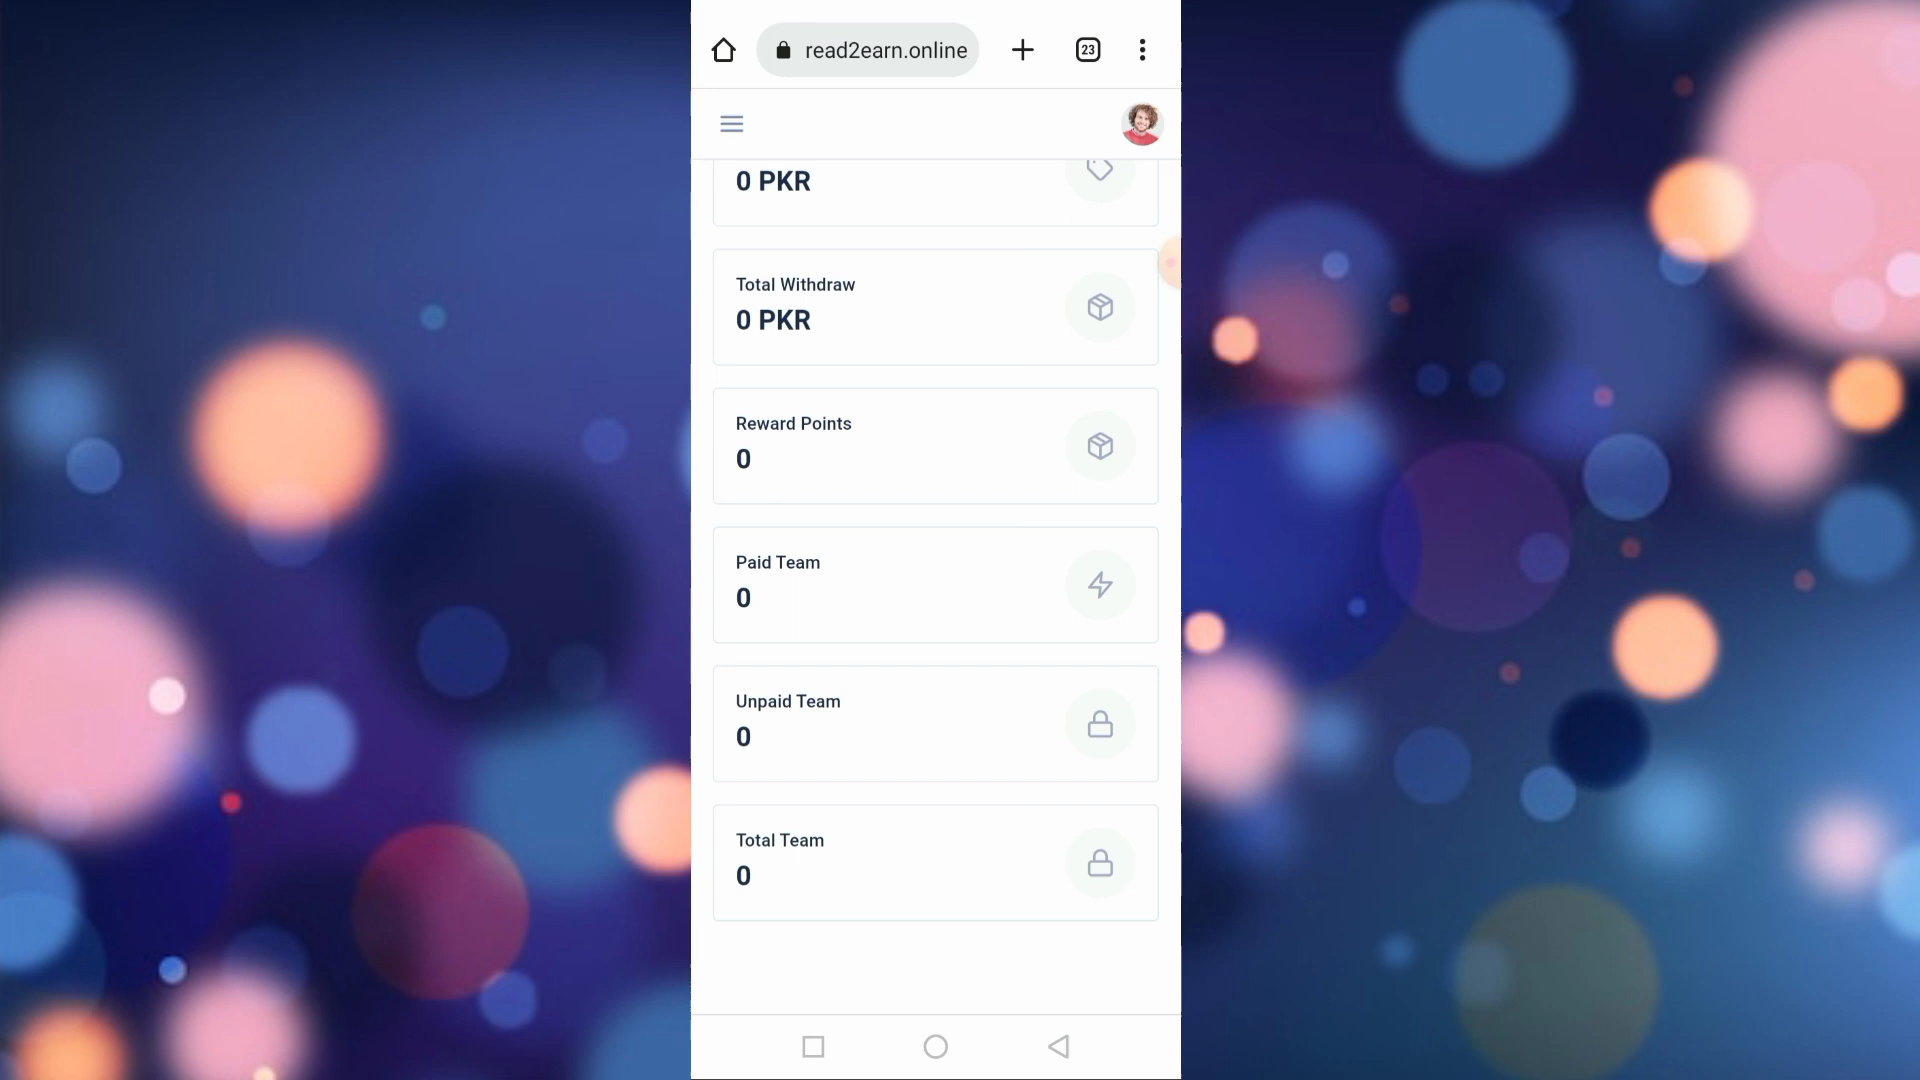 read2earn.online
23
0 PKR
Total Withdraw
0 PKR
Reward Points
0
Paid Team
0
Unpaid Team
0
Total Team
0